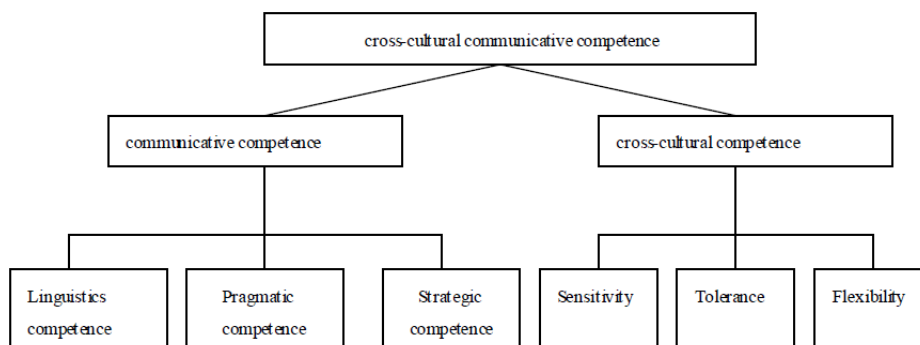 cross-cultural communicative competence
communicative competence
cross-cultural competence
Linguistics
competence
Pragmatic
competence
Strategic
competence
Sensitivity
Tolerance
Flexibility